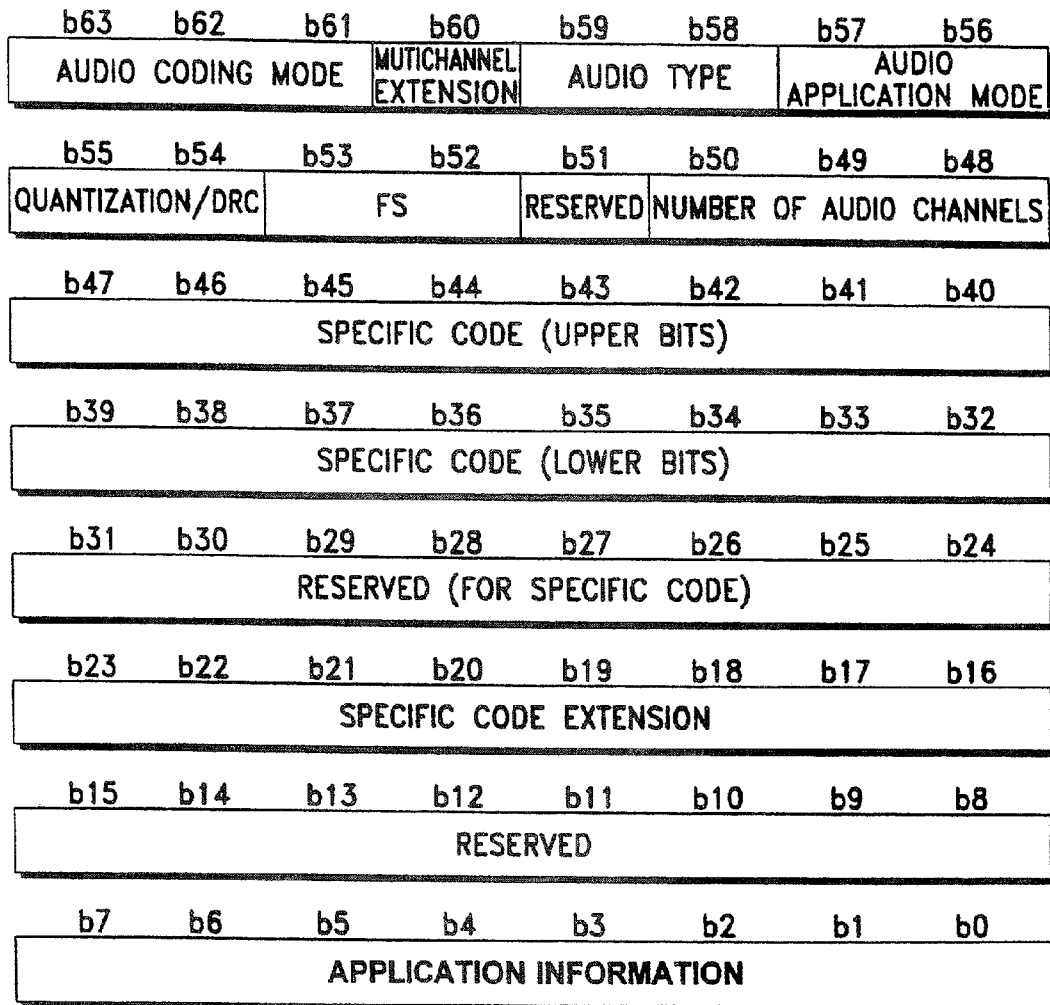 b63 b62 b61 b60 b59 b58 b57 b56
AUDIO CODING MODE
MUTICHANNEL
EXTENSION
AUDIO TYPE
AUDIO
APPLICATION MODE
b55 b54 b53 b52 b51 b50 b49 b48
QUANTIZATION/DRC FS RESERVED NUMBER OF AUDIO CHANNELS
b47 b46 b45 b44 b43 b42 b41 b40
SPECIFIC CODE (UPPER BITS)
b39 b38 b37 b36 b35 b34 b33 b32
SPECIFIC CODE (LOWER BITS)
b31 b30 b29 b28 b27 b26 b25 b24
RESERVED (FOR SPECIFIC CODE)
b23 b22 b21 b20 b19 b18 b17 b16
SPECIFIC CODE EXTENSION
b15 b14 b13 b12 b11 b10 b9 b8
RESERVED
b7 b6 b5 b4 b3 b2 b1 b0
APPLICATION INFORMATION